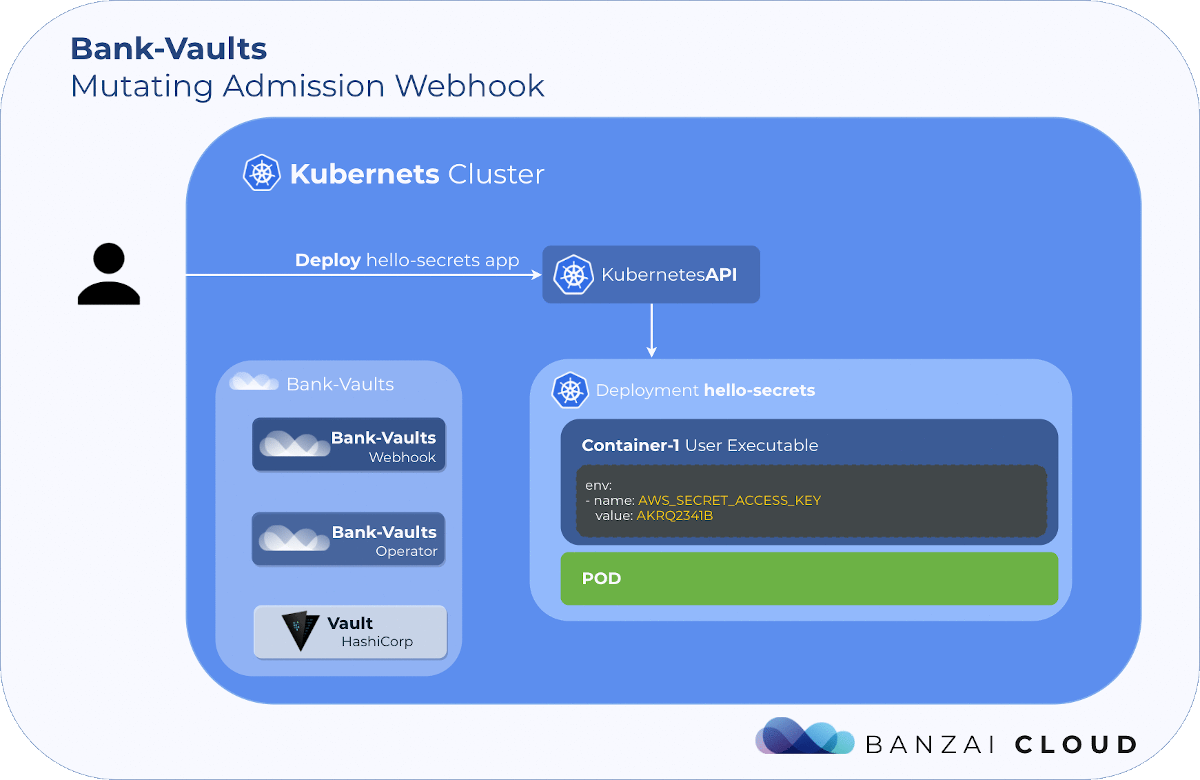 Bank-Vaults
Mutating Admission Webhook
Kubernets Cluster
Deploy hello-secrets app
KubernetesAPI
Bank-Vaults
Bank-Vaults
Webhook
Bank-Vaults
Operator
Vault
HashiCorp
Deployment hello-secrets
Container-1 User Executable
env:
- name: AWS_SECRET_ACCESS_KEY
value: AKRQ2341B
POD
BANZAI CLOUD